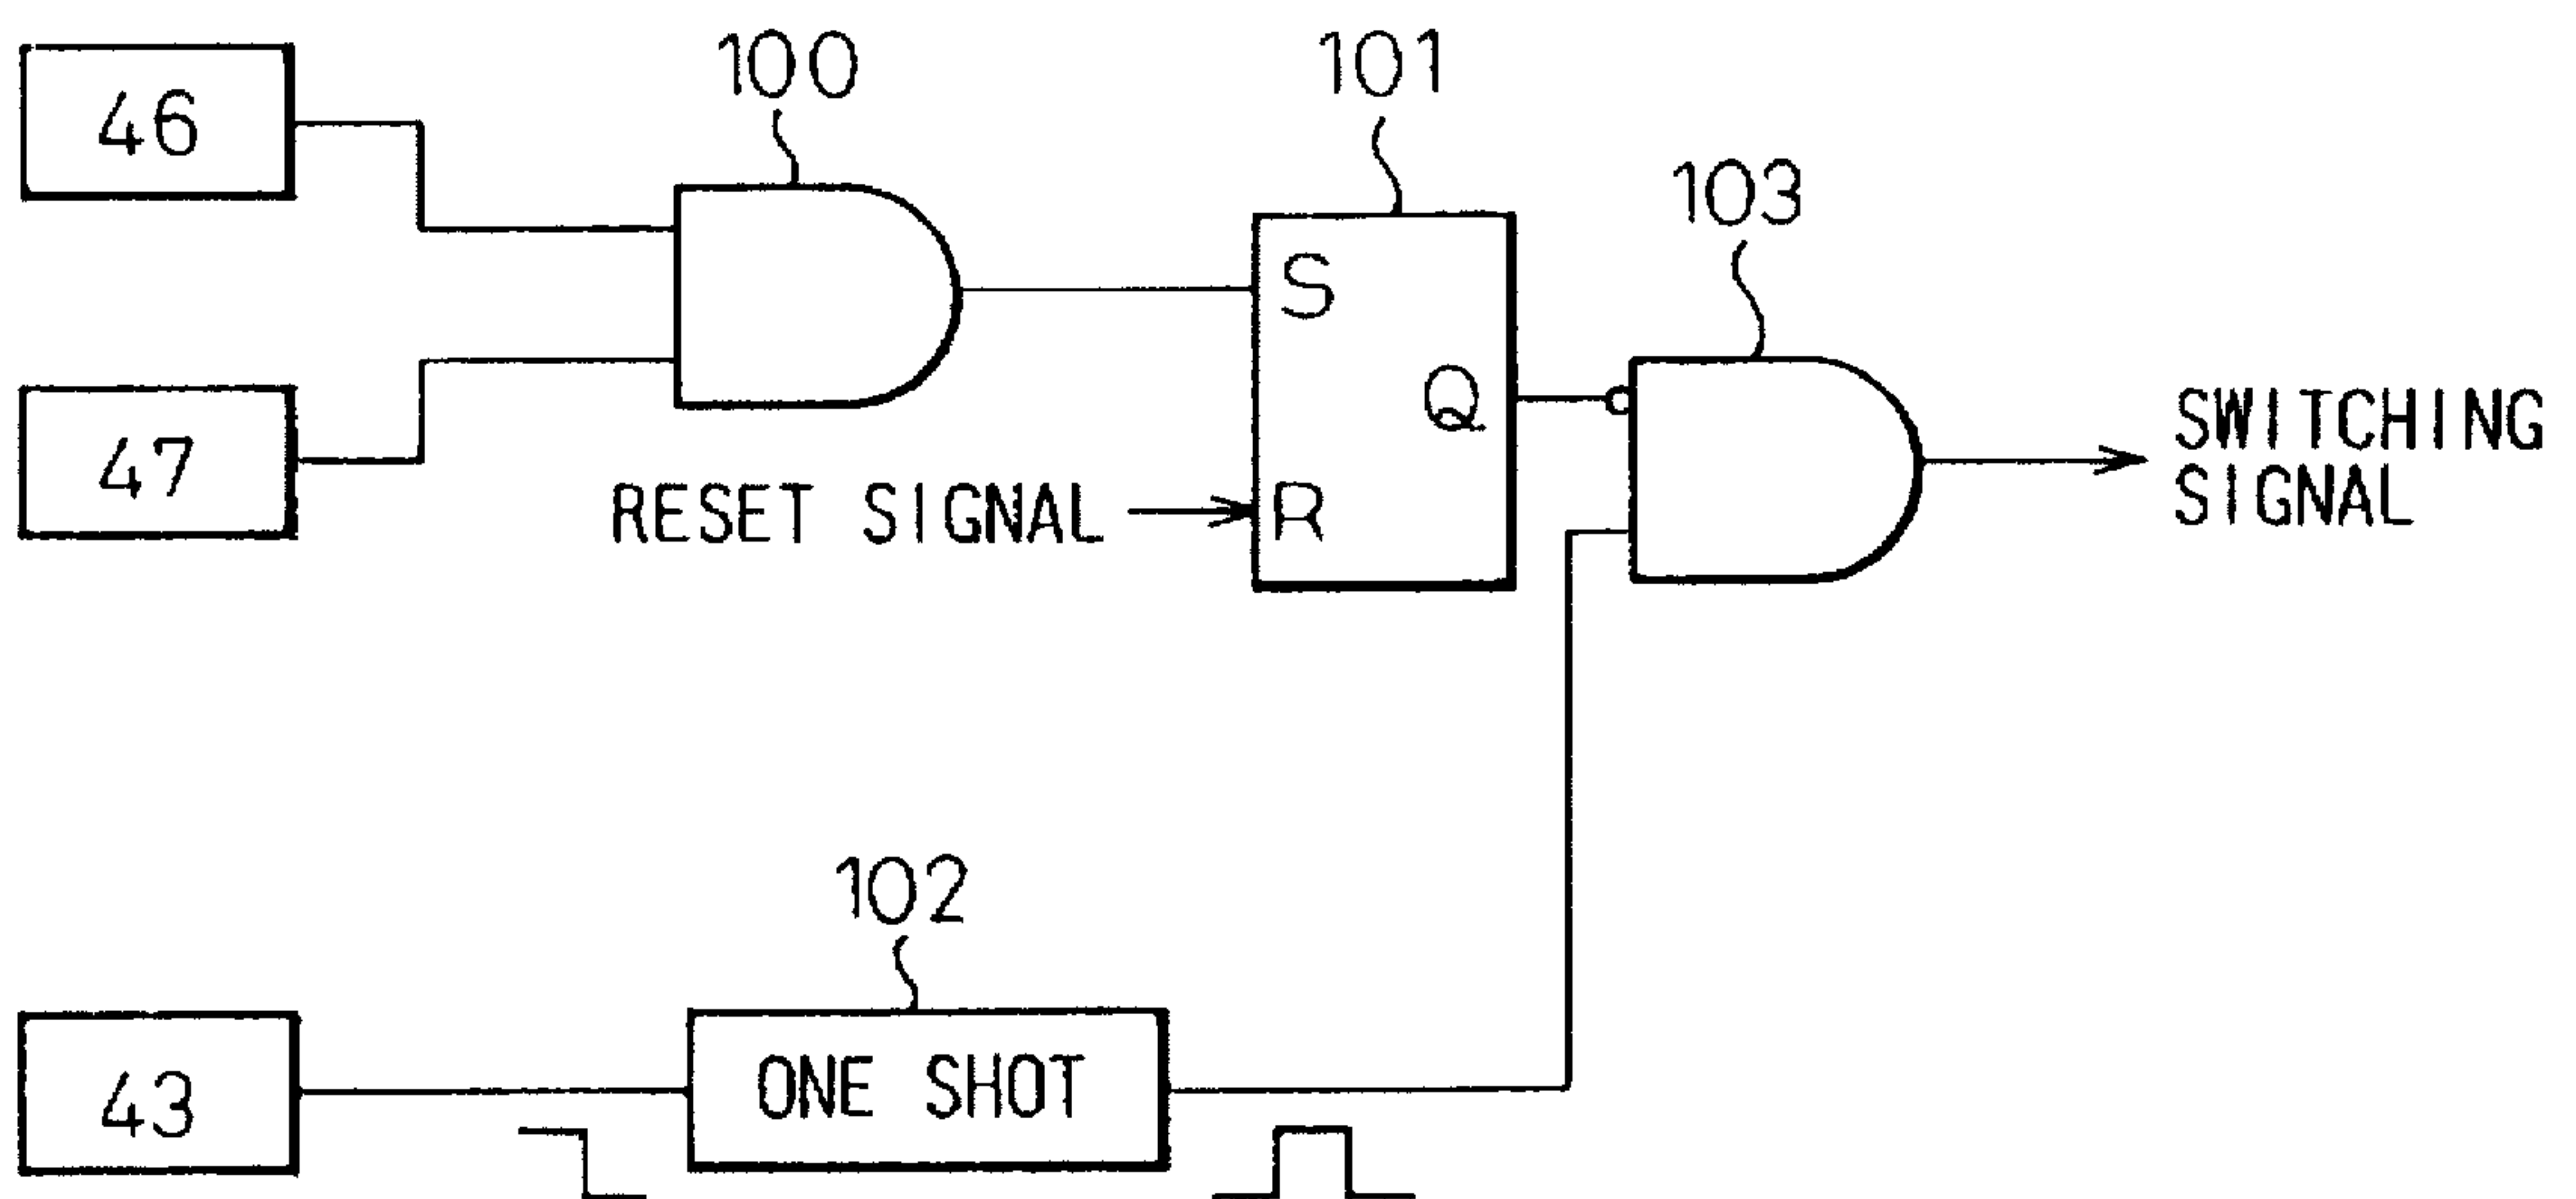 100
101
46
103
S
Q
SWITCHING
SIGNAL
47
RESET SIGNAL
R
102
43
ONE SHOT